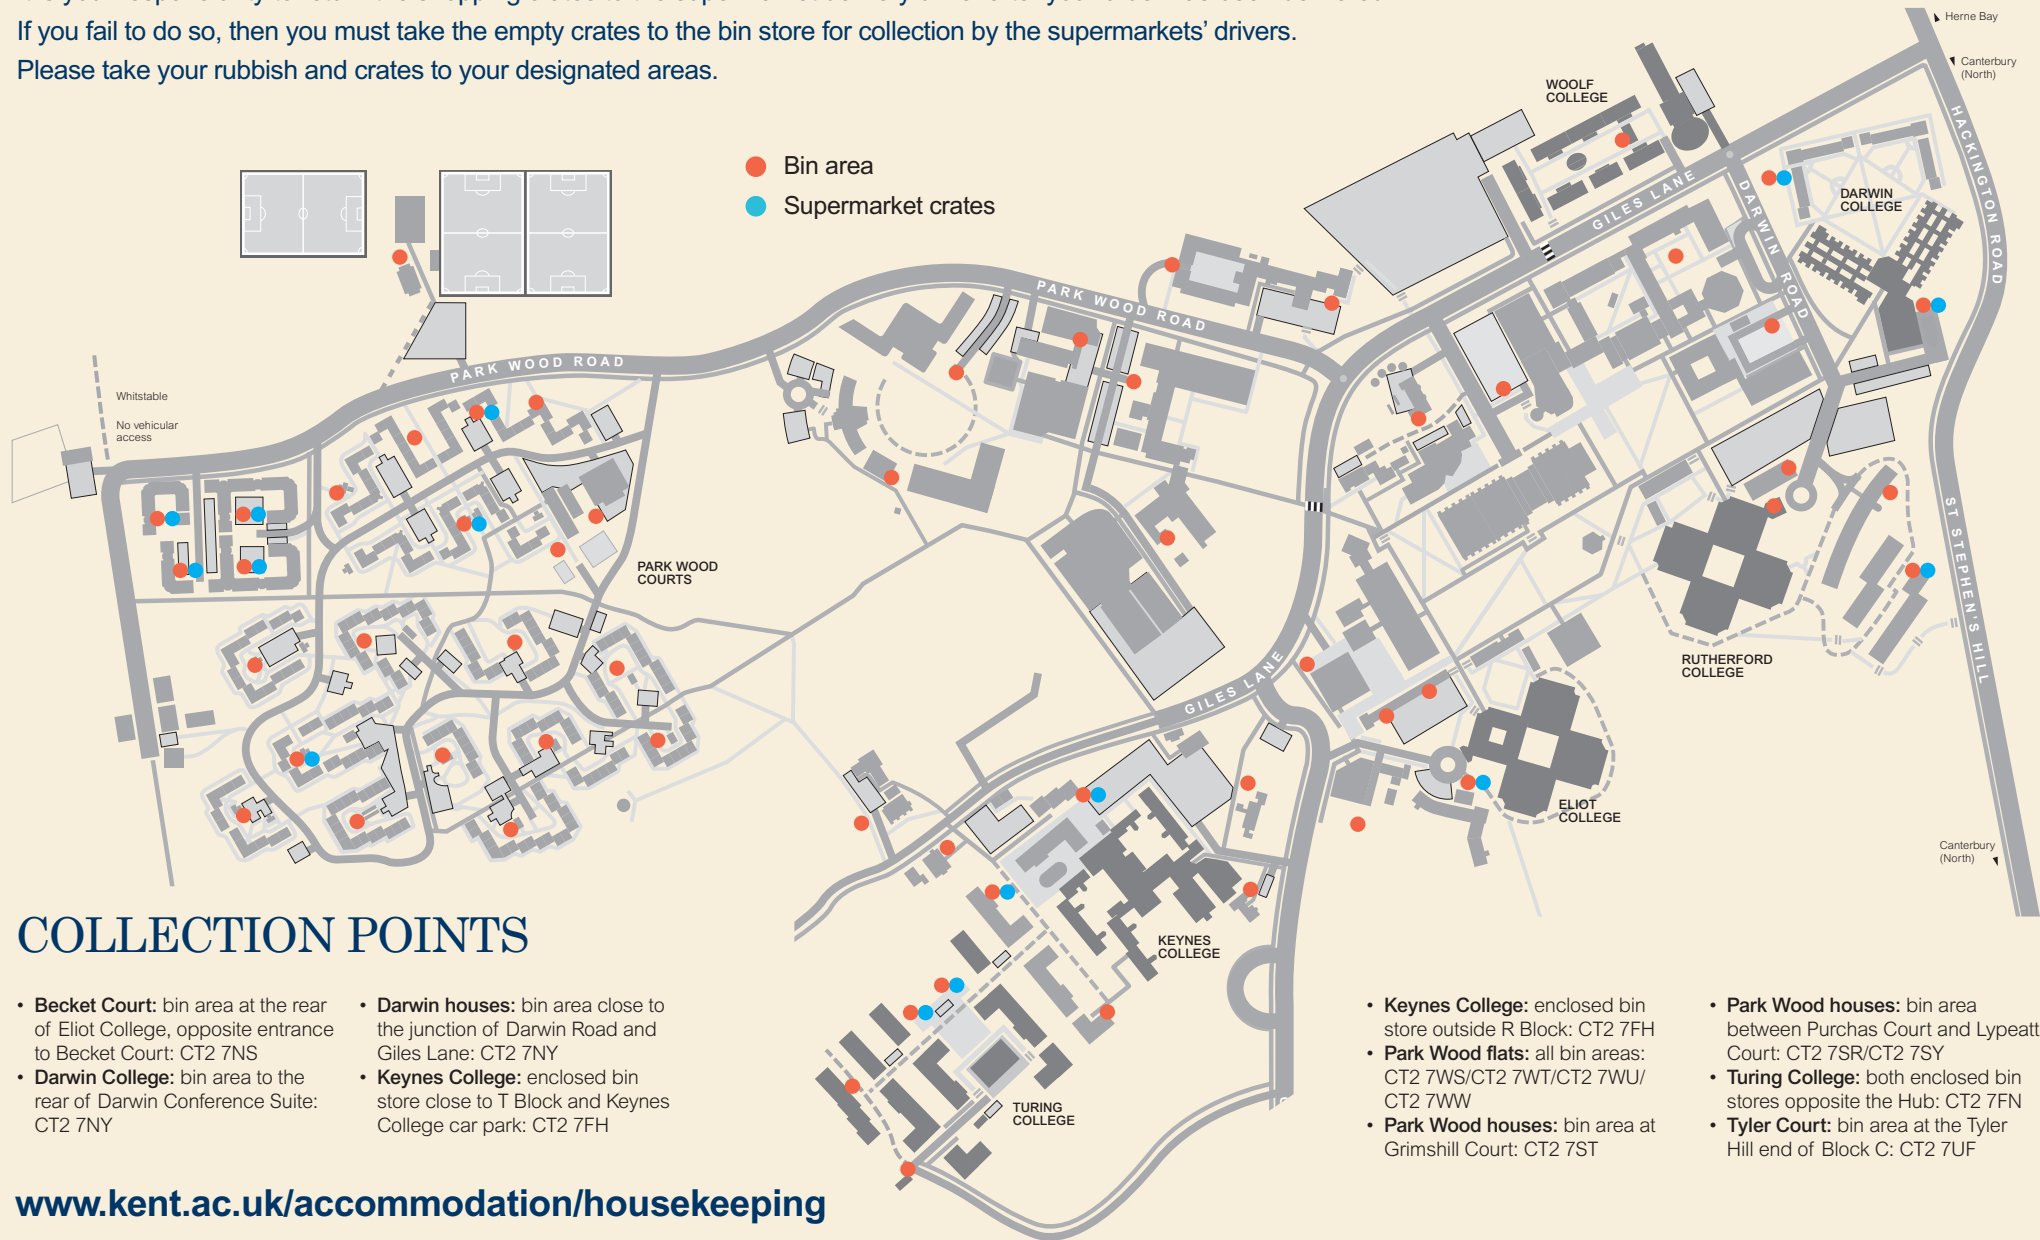 If you fail to do so, then you must take the empty crates to the bin store for collection by the supermarkets’ drivers.
Please take your rubbish and crates to your designated areas.
Bin area
Supermarket crates
Herne Bay
Canterbury
(North)
WOOLF
COLLEGE
HACKINGTON ROAD
GILES LANE
DARWIN ROAD
DARWIN
COLLEGE
PARK WOOD ROAD
PARK WOOD ROAD
Whitstable
No vehicular
access
PARK WOOD
COURTS
ST STEPHEN’S HILL
RUTHERFORD
COLLEGE
GILES LANE
ELIOT
COLLEGE
Canterbury
(North)
KEYNES
COLLEGE
TURING
COLLEGE
COLLECTION POINTS
• Becket Court: bin area at the rear
of Eliot College, opposite entrance
to Becket Court: CT2 7NS
• Darwin College: bin area to the
rear of Darwin Conference Suite:
CT2 7NY
• Darwin houses: bin area close to
the junction of Darwin Road and
Giles Lane: CT2 7NY
• Keynes College: enclosed bin
store close to T Block and Keynes
College car park: CT2 7FH
• Keynes College: enclosed bin
store outside R Block: CT2 7FH
• Park Wood flats: all bin areas:
CT2 7WS/CT2 7WT/CT2 7WU/
CT2 7WW
• Park Wood houses: bin area at
Grimshill Court: CT2 7ST
• Park Wood houses: bin area
between Purchas Court and Lypeatt
Court: CT2 7SR/CT2 7SY
• Turing College: both enclosed bin
stores opposite the Hub: CT2 7FN
• Tyler Court: bin area at the Tyler
Hill end of Block C: CT2 7UF
www.kent.ac.uk/accommodation/housekeeping